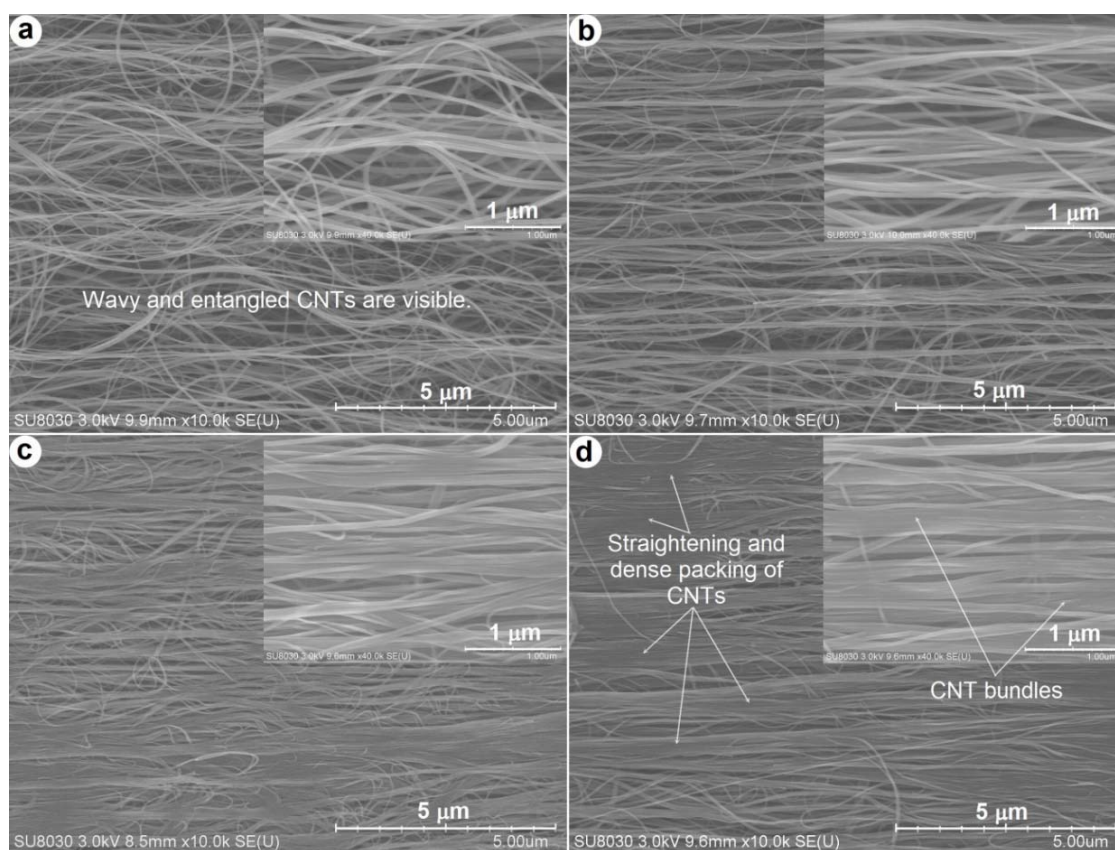 a
1 μm
SU8030 3.0kV 9.9mm x40.0k SE(U) 1.00um
Wavy and entangled CNTs are visible.
5 μm
SU8030 3.0kV 9.9mm x10.0k SE(U) 5.00um
b
1 μm
SU8030 3.0kV 10.0mm x40.0k SE(U) 1.00um
5 μm
SU8030 3.0kV 9.7mm x10.0k SE(U) 5.00um
c
1 μm
SU8030 3.0kV 8.6mm x40.0k SE(U) 1.00um
5 μm
SU8030 3.0kV 8.5mm x10.0k SE(U) 5.00um
d
Straightening and
dense packing of
CNTs
1 μm
SU8030 3.0kV 9.6mm x40.0k SE(U) 1.00um
CNT bundles
5 μm
SU8030 3.0kV 9.6mm x10.0k SE(U) 5.00um